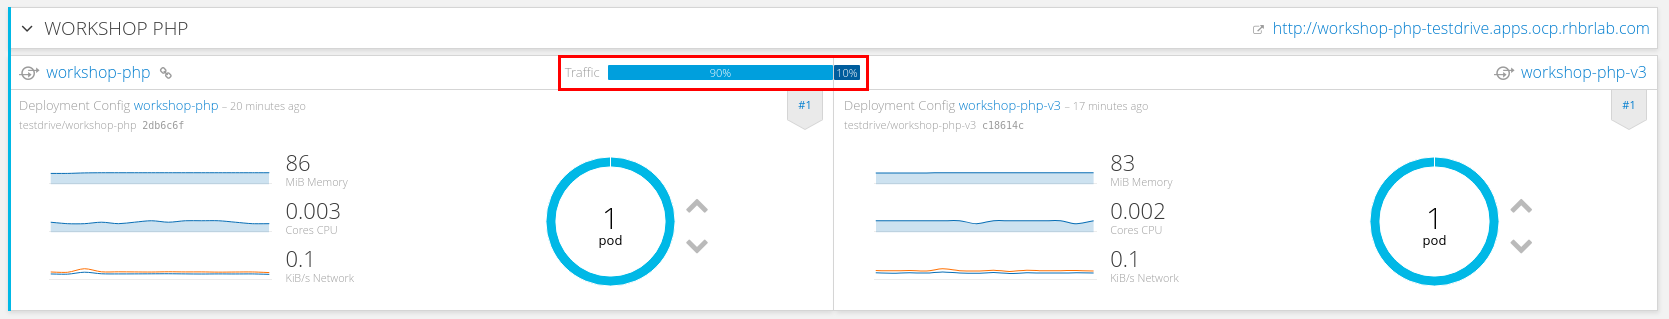 WORKSHOP PHP
http://workshop-php-testdrive.apps.ocp.rhbrlab.com
workshop-php
Traffic 90% 10%
workshop-php-v3
Deployment Config workshop-php – 20 minutes ago
#1
testdrive/workshop-php 2db6c6f
86
MiB Memory
0.003
Cores CPU
0.1
KiB/s Network
1
pod
Deployment Config workshop-php-v3 – 17 minutes ago
#1
testdrive/workshop-php-v3 c18614c
83
MiB Memory
0.002
Cores CPU
0.1
KiB/s Network
1
pod